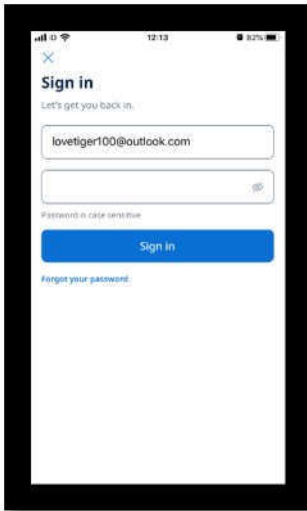 12:13
82%
Sign in
Let's get you back in.
lovetiger100@outlook.com
Password is case sensitive
Sign in
Forgot your password